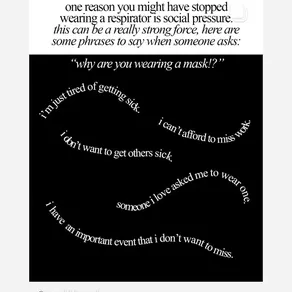 one reason you might have stopped
wearing a respirator is social pressure.
this can be a really strong force, here are
some phrases to say when someone asks:
“why are you wearing a mask!?”
i'm just tired of getting sick.
i can't afford to miss work.
i don't want to get others sick.
someone i love asked me to wear one.
i have an important event that i don't want to miss.